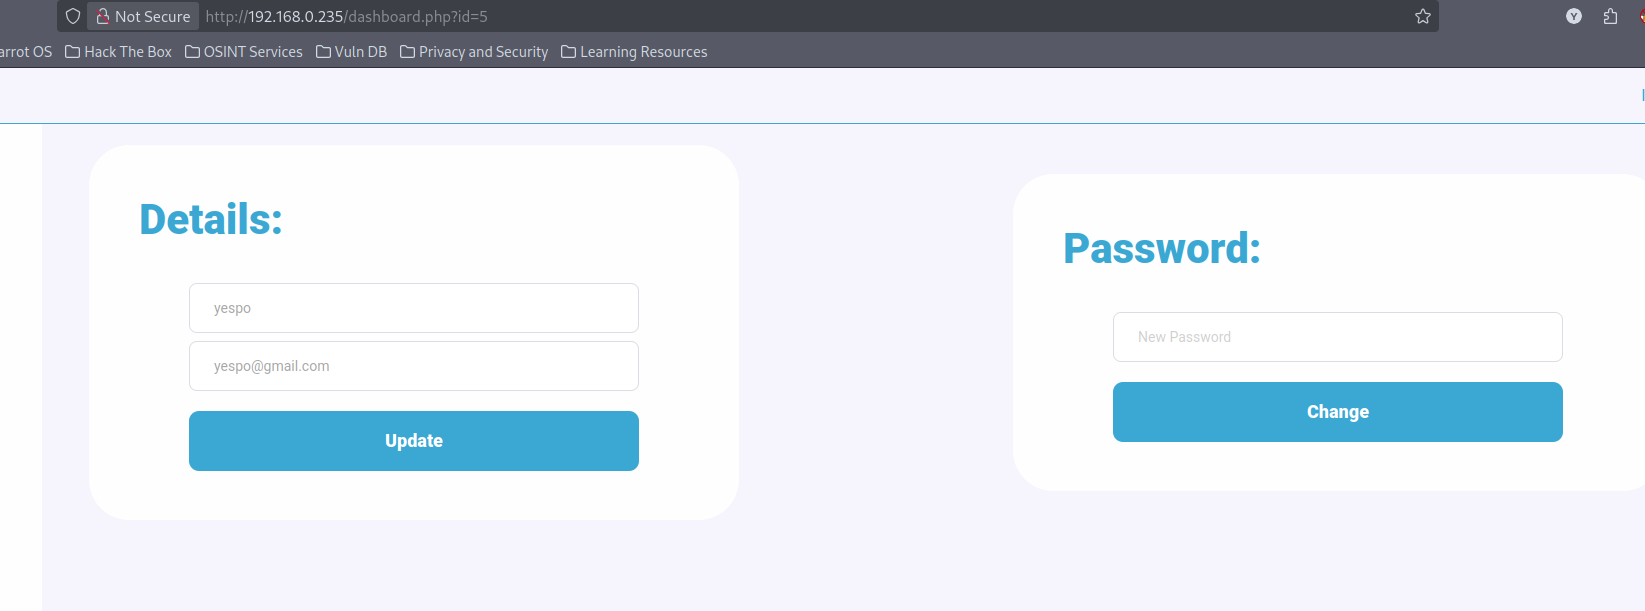 Not Secure http://192.168.0.235/dashboard.php?id=5
arrot OS Hack The Box OSINT Services Vuln DB Privacy and Security Learning Resources
Details:
yespo
yespo@gmail.com
Update
Password:
New Password
Change